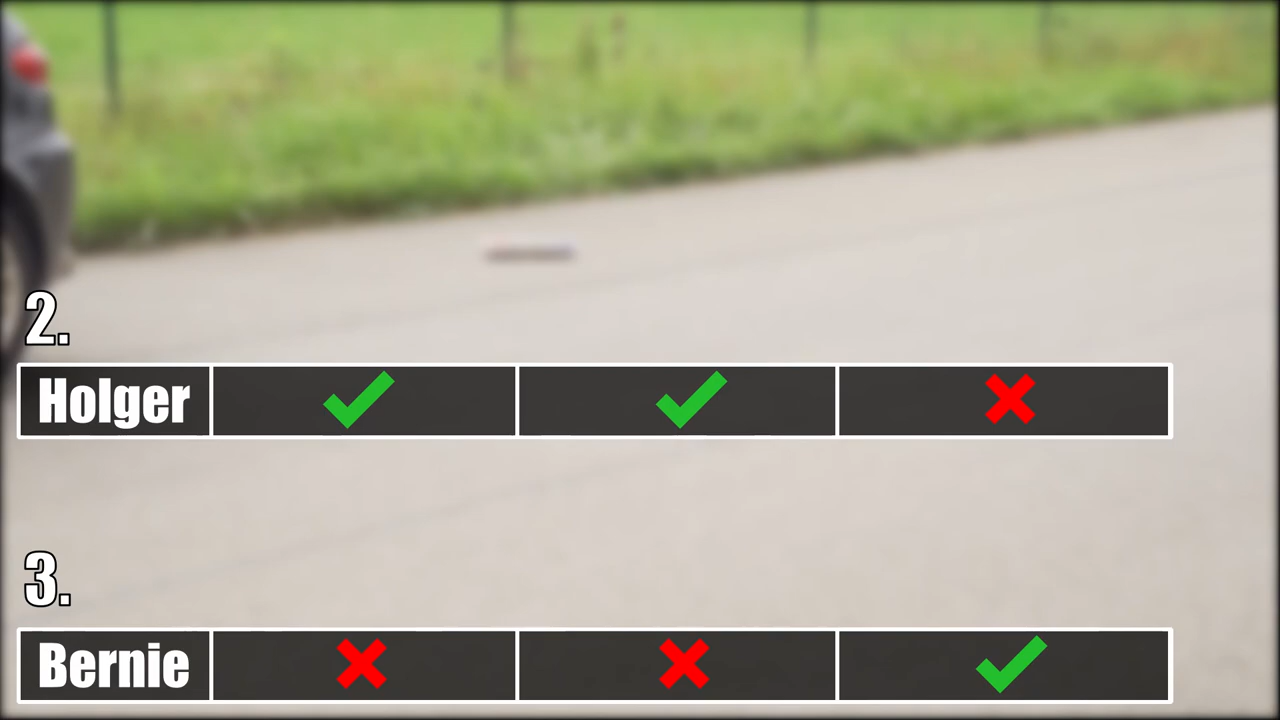 2.
Holger ✓ ✓ ✗
3.
Bernie ✗ ✗ ✓